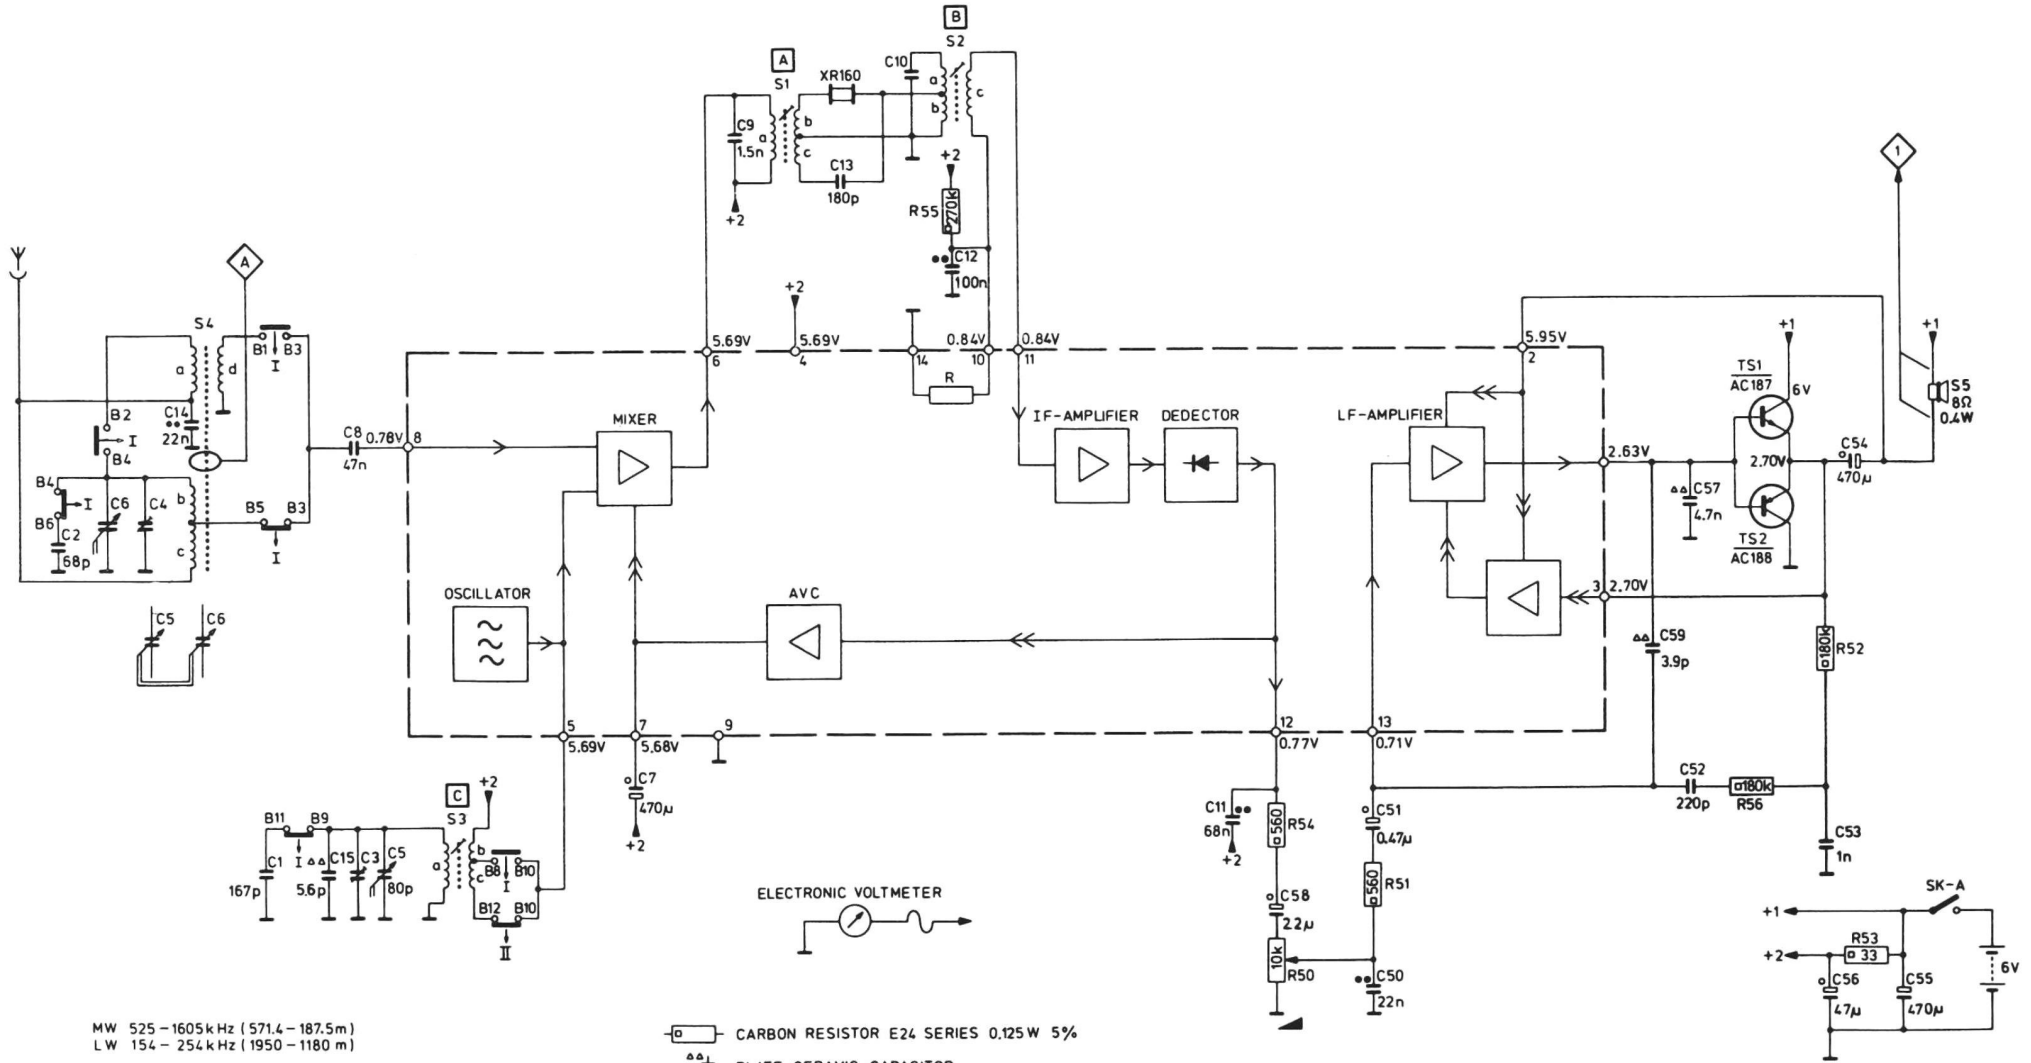 B
S2
A
S1
XR160
C10
a
b
c
C9
1.5n
a
b
c
C13
180p
+2
+2
R55
270k
C12
100n
A
S4
B1 B3
I
a
d
C14
22n
B2
I
B4
C8
47n
0.78V
8
B4
I
B6
C6
C4
C2
68p
b
c
B5
B3
I
C5
C6
+2
5.69V
6
5.69V
4
14
0.84V
10
0.84V
11
R
5.95V
2
MIXER
IF-AMPLIFIER
DEDECTOR
LF-AMPLIFIER
OSCILLATOR
AVC
2.63V
3
2.70V
5
5.69V
7
5.68V
9
12
0.77V
13
0.71V
1
+1
TS1
AC187
6V
2.70V
TS2
AC188
C57
4.7n
C54
470µ
+1
S5
8Ω
0.4W
C59
3.9p
180k
R52
C52
220p
180k
R56
C53
1n
C7
470µ
+2
C
S3
+2
B11
B9
I
C1
167p
C15
5.6p
C3
C5
80p
a
b
c
B8
B10
I
B12
B10
II
ELECTRONIC VOLTMETER
C11
68n
+2
560
R54
C58
2.2µ
10k
R50
C51
0.47µ
560
R51
C50
22n
SK-A
+1
+2
R53
33
C56
47µ
C55
470µ
6V
MW 525-1605kHz (571.4-187.5m)
LW 154-254kHz (1950-1180 m)
CARBON RESISTOR E24 SERIES 0.125W 5%